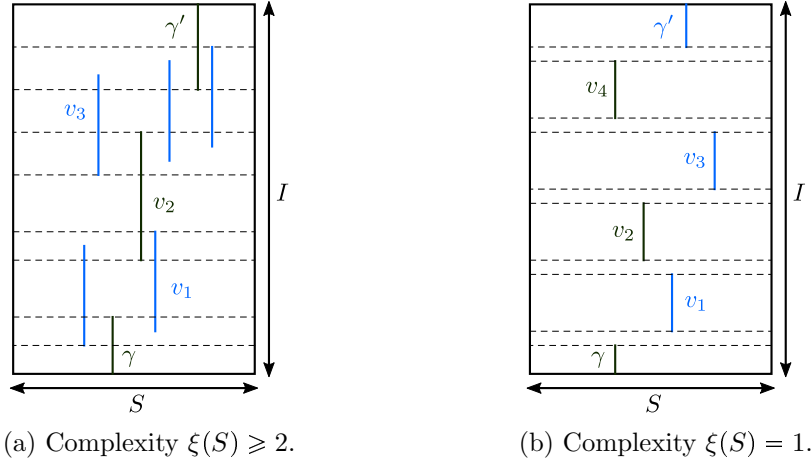 γ′
v₃
v₂
v₁
γ
I
S
(a) Complexity ξ(S) ⩾ 2.
γ′
v₄
v₃
v₂
v₁
γ
I
S
(b) Complexity ξ(S) = 1.